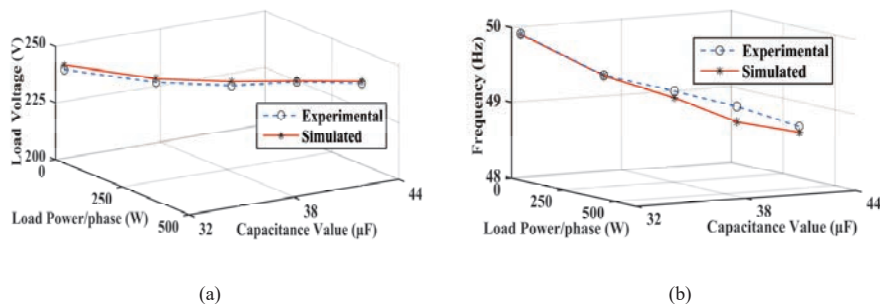 250
225
200
Load Voltage (V)
0
250
500
Load Power/phase (W)
32
38
44
Capacitance Value (µF)
Experimental
Simulated
(a)
50
49
48
Frequency (Hz)
0
250
500
Load Power/phase (W)
32
38
44
Capacitance Value (µF)
Experimental
Simulated
(b)